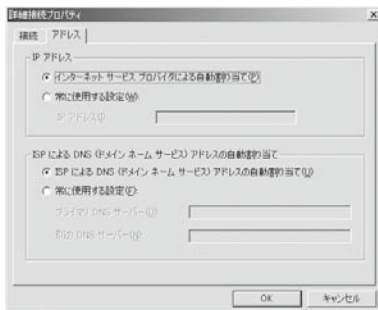 詳細接続プロパティ
接続 アドレス
IP アドレス
インターネット サービス プロバイダによる自動割り当て(P)
常に使用する設定(W):
IP アドレス(I):
ISP による DNS (ドメイン ネーム サービス) アドレスの自動割り当て
ISP による DNS (ドメイン ネーム サービス) アドレスの自動割り当て(U)
常に使用する設定(F):
プライマリ DNS サーバー(D):
別の DNS サーバー(N):
OK キャンセル